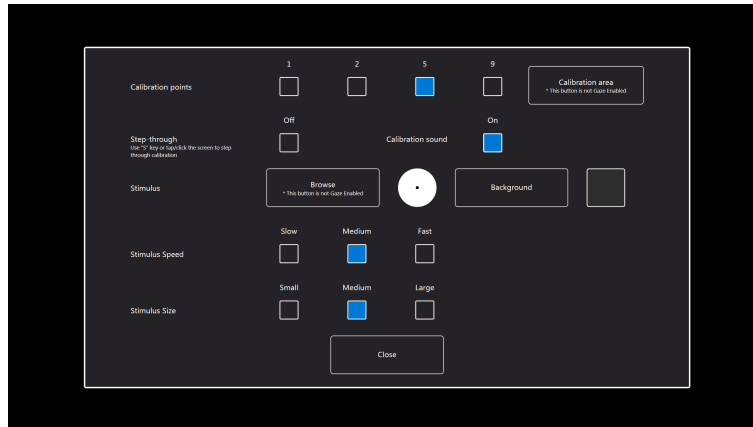 1 2 5 9
Calibration points
Calibration area
* This button is not Gaze Enabled
Off On
Step-through
Use "S" key or tap/click the screen to step
through calibration
Calibration sound
Stimulus
Browse
* This button is not Gaze Enabled
Background
Slow Medium Fast
Stimulus Speed
Small Medium Large
Stimulus Size
Close